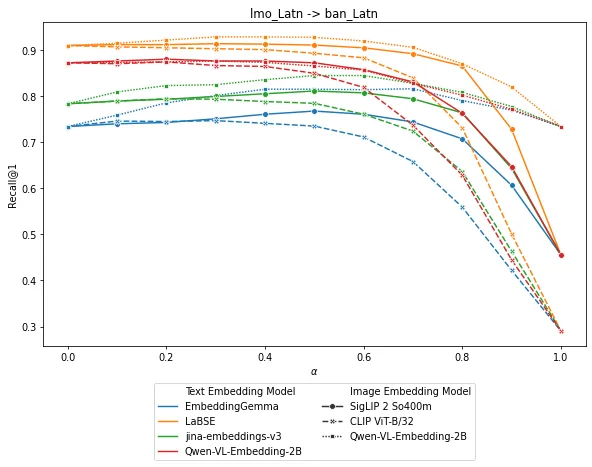 lmo_Latn -> ban_Latn
Recall@1
0.9
0.8
0.7
0.6
0.5
0.4
0.3
0.0
0.2
0.4
0.6
0.8
1.0
α
Text Embedding Model
EmbeddingGemma
LaBSE
jina-embeddings-v3
Qwen-VL-Embedding-2B
Image Embedding Model
SigLIP 2 So400m
CLIP ViT-B/32
Qwen-VL-Embedding-2B